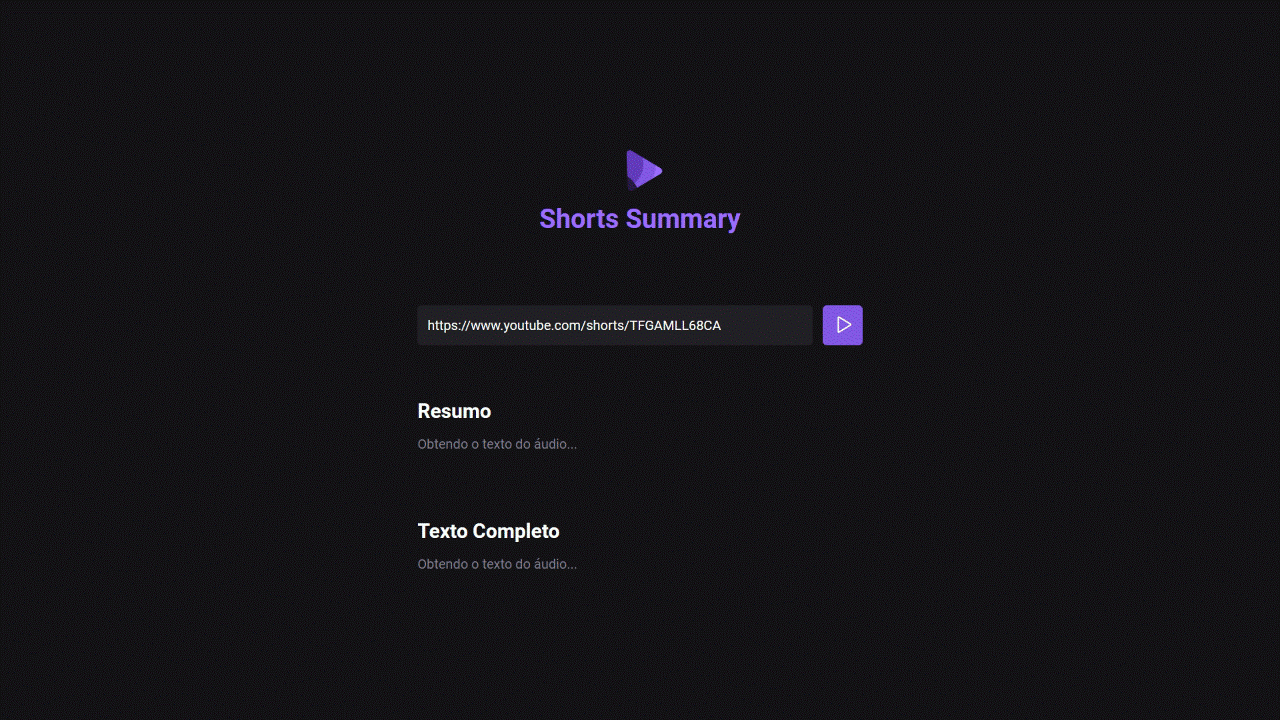 Shorts Summary
https://www.youtube.com/shorts/TFGAMLL68CA
Resumo
Obtendo o texto do áudio...
Texto Completo
Obtendo o texto do áudio...